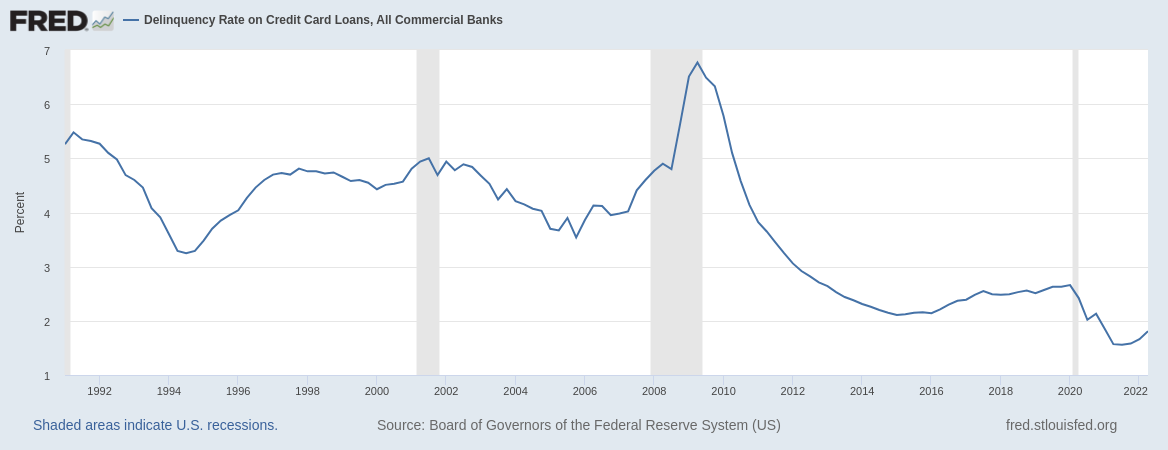 FRED
Delinquency Rate on Credit Card Loans, All Commercial Banks
7
6
5
4
3
2
1
Percent
1992 1994 1996 1998 2000 2002 2004 2006 2008 2010 2012 2014 2016 2018 2020 2022
Shaded areas indicate U.S. recessions. Source: Board of Governors of the Federal Reserve System (US) fred.stlouisfed.org